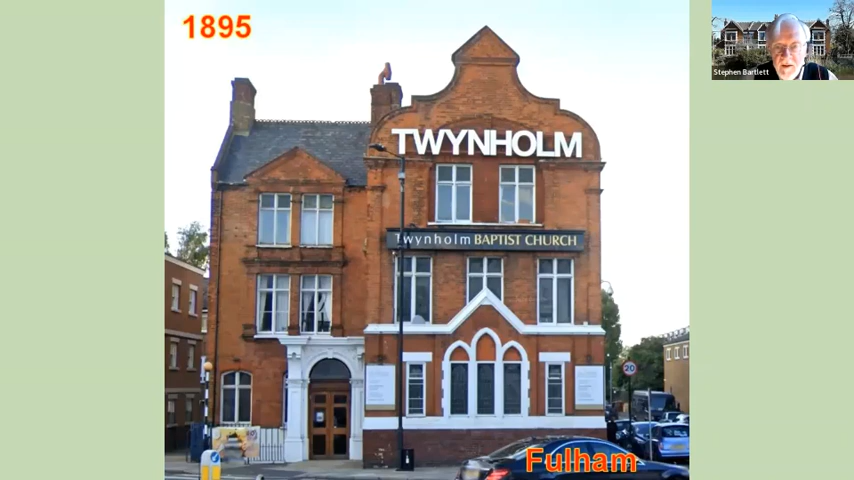 1895
Stephen Bartlett
TWYNHOLM
Twynholm BAPTIST CHURCH
20
Fulham